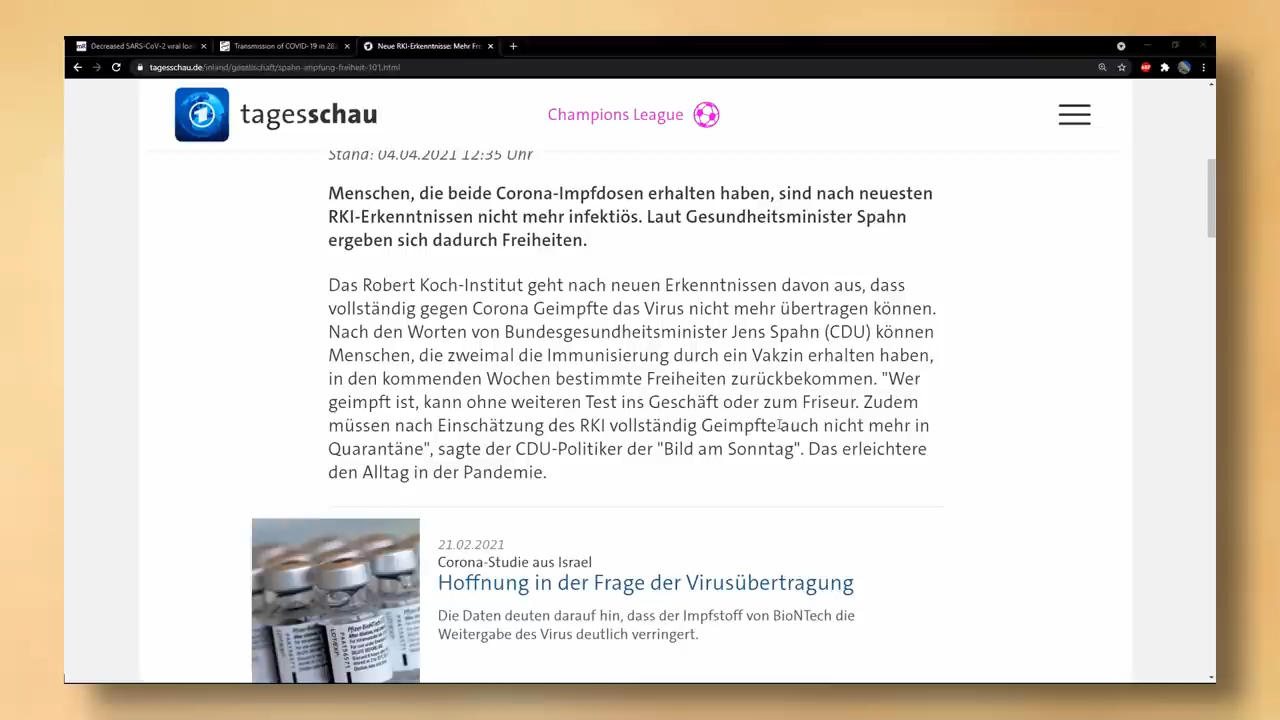 Decreased SARS-CoV-2 viral loa
Transmission of COVID-19 in 282
Neue RKI-Erkenntnisse: Mehr Fr
tagesschau.de/inland/gesellschaft/spahn-impfung-freiheit-101.html
tagesschau
Champions League
Stand: 04.04.2021 12:35 Uhr
Menschen, die beide Corona-Impfdosen erhalten haben, sind nach neuesten
RKI-Erkenntnissen nicht mehr infektiös. Laut Gesundheitsminister Spahn
ergeben sich dadurch Freiheiten.
Das Robert Koch-Institut geht nach neuen Erkenntnissen davon aus, dass
vollständig gegen Corona Geimpfte das Virus nicht mehr übertragen können.
Nach den Worten von Bundesgesundheitsminister Jens Spahn (CDU) können
Menschen, die zweimal die Immunisierung durch ein Vakzin erhalten haben,
in den kommenden Wochen bestimmte Freiheiten zurückbekommen. "Wer
geimpft ist, kann ohne weiteren Test ins Geschäft oder zum Friseur. Zudem
müssen nach Einschätzung des RKI vollständig Geimpfte auch nicht mehr in
Quarantäne", sagte der CDU-Politiker der "Bild am Sonntag". Das erleichtere
den Alltag in der Pandemie.
21.02.2021
Corona-Studie aus Israel
Hoffnung in der Frage der Virusübertragung
Die Daten deuten darauf hin, dass der Impfstoff von BioNTech die
Weitergabe des Virus deutlich verringert.